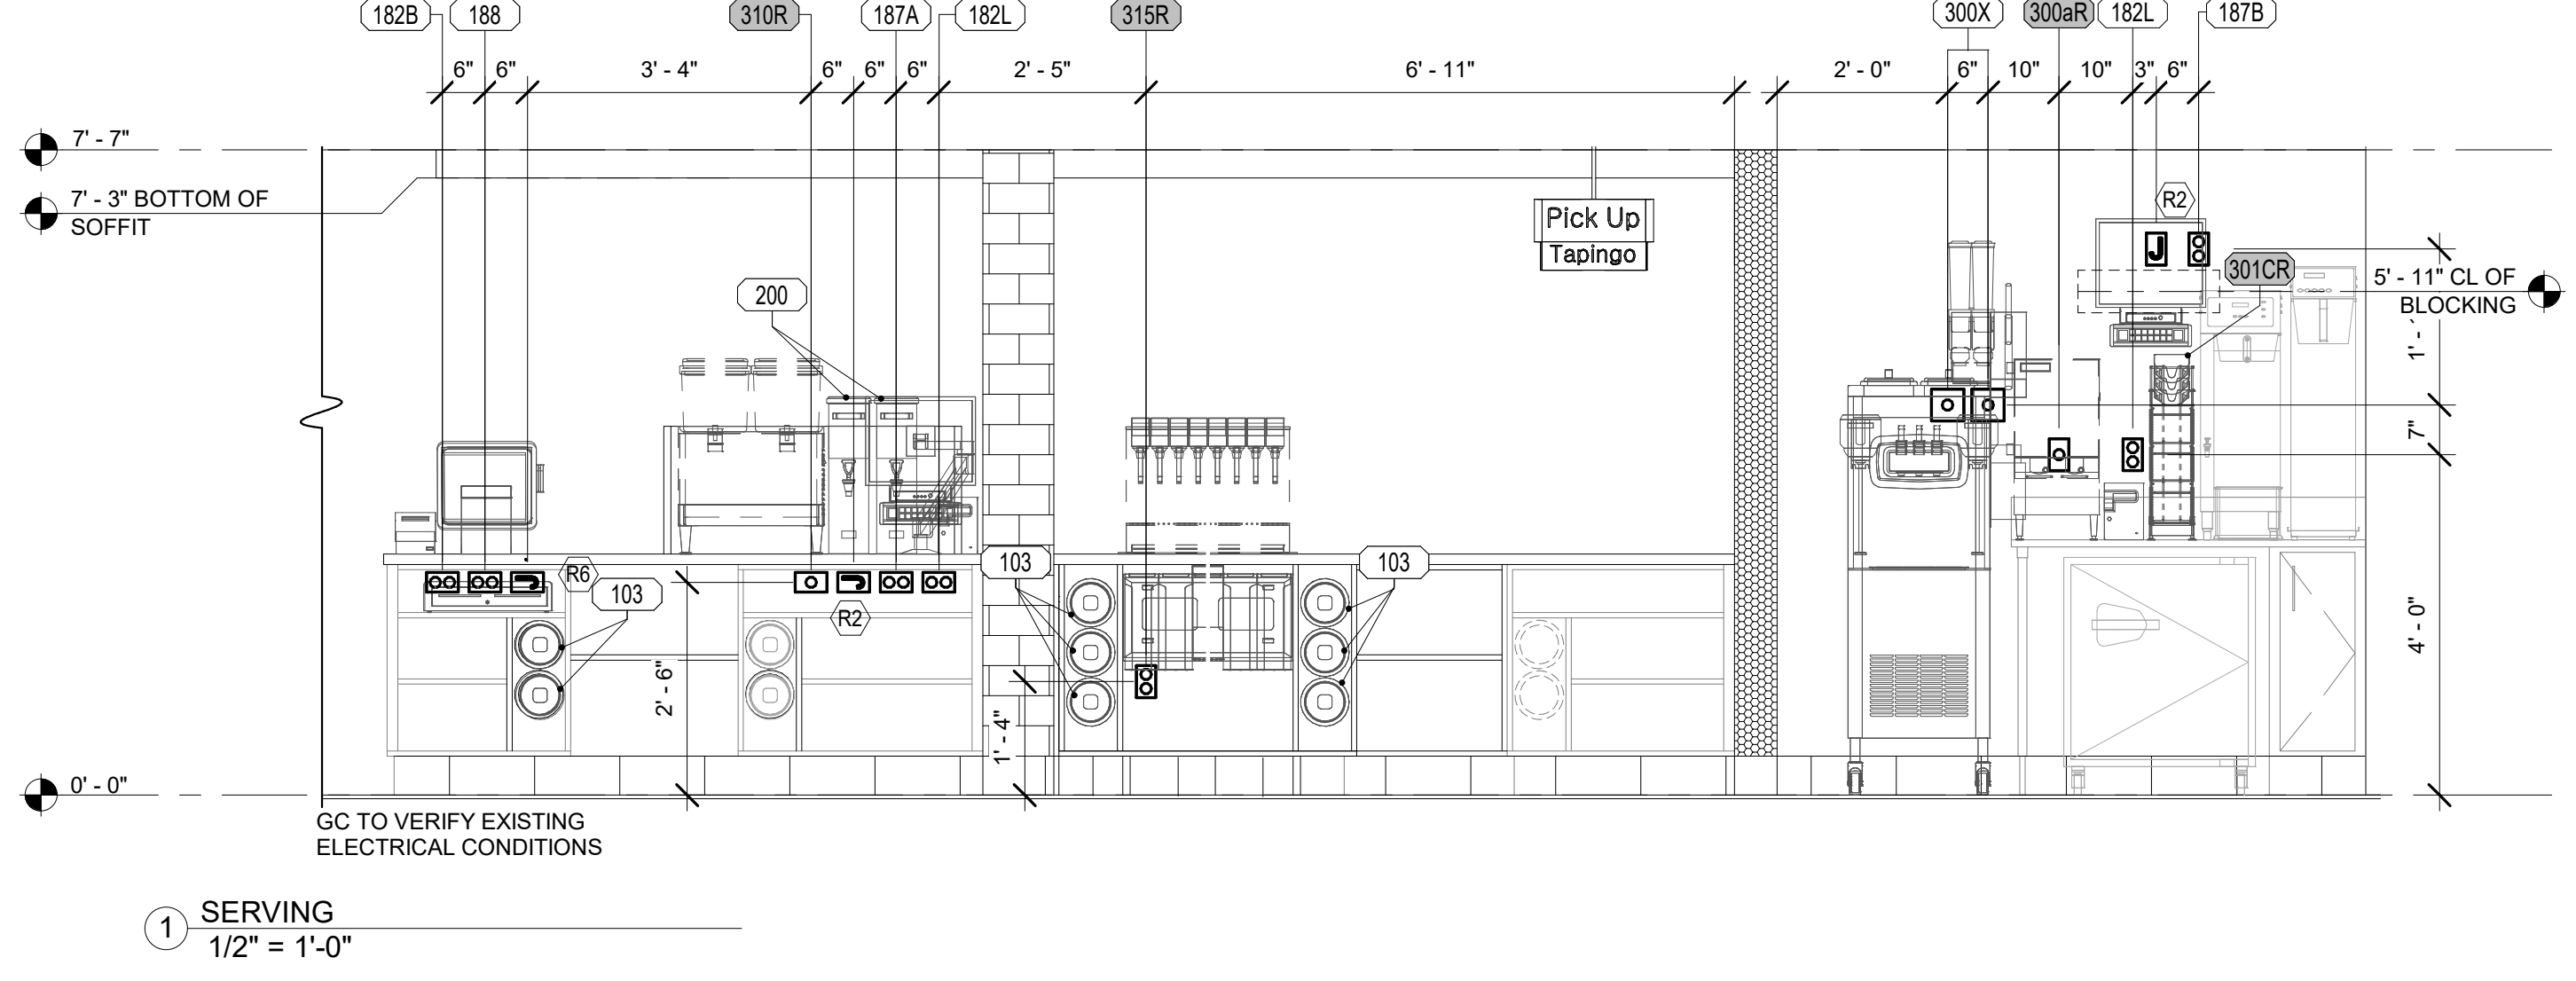 182B 188 310R 187A 182L 315R 300X 300aR 182L 187B
6" 6" 3' - 4" 6" 6" 6" 2' - 5" 6' - 11" 2' - 0" 6" 10" 10" 3" 6"
7' - 7"
7' - 3" BOTTOM OF
SOFFIT
Pick Up
Tapingo
R2
J
301CR
5' - 11" CL OF
BLOCKING
200
1' -
7"
R6
103
R2
103
103
2' - 6"
1' - 4"
4' - 0"
0' - 0"
GC TO VERIFY EXISTING
ELECTRICAL CONDITIONS
1
SERVING
1/2" = 1'-0"